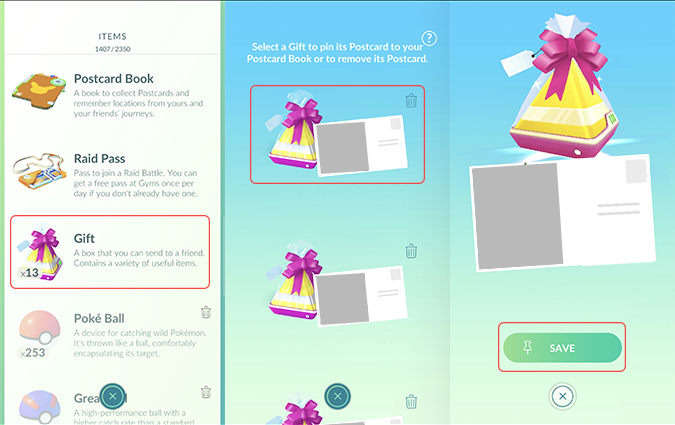 ITEMS
1407 / 2350
Postcard Book
A book to collect Postcards and
remember locations from yours and
your friends' journeys.
Raid Pass
Pass to join a Raid Battle. You can
get a free pass at Gyms once per
day if you don't already have one.
Gift
A box that you can send to a friend.
Contains a variety of useful items.
x13
Poké Ball
A device for catching wild Pokémon.
It's thrown like a ball, comfortably
encapsulating its target.
x253
Grea
A high-performance ball with a
higher catch rate than a standard
?
Select a Gift to pin its Postcard to your
Postcard Book or to remove its Postcard.
SAVE